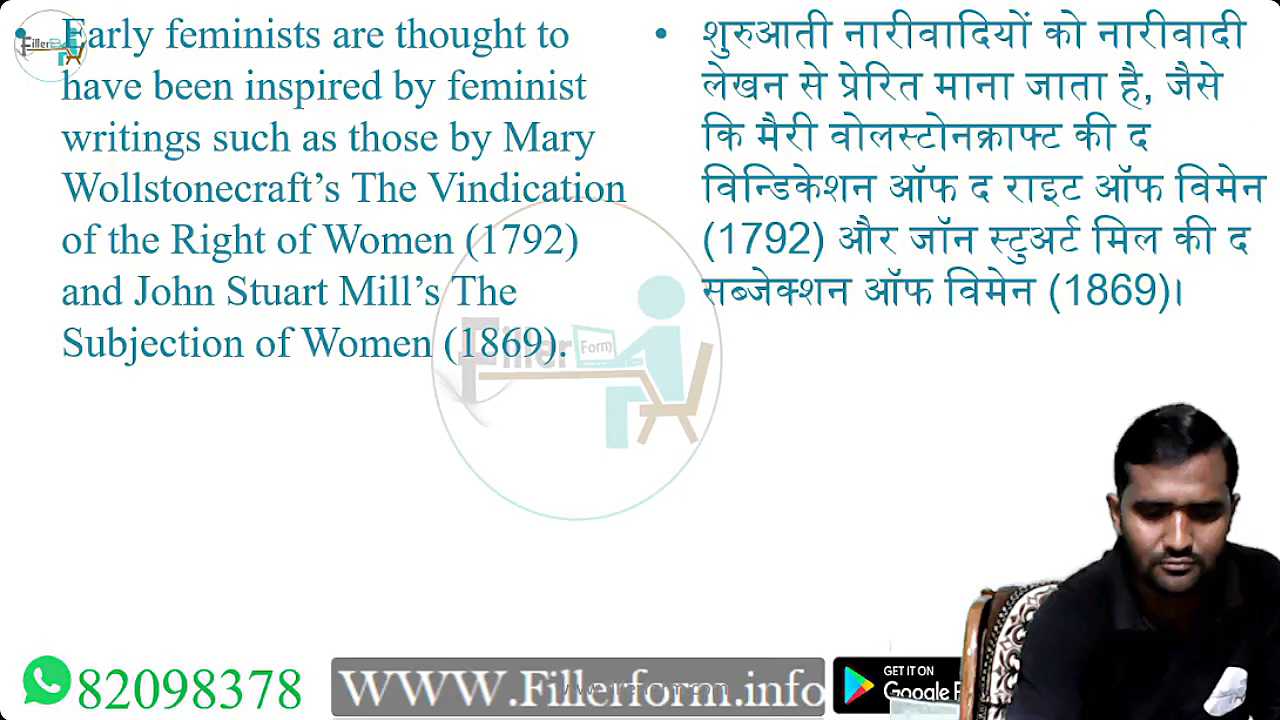 Early feminists are thought to
have been inspired by feminist
writings such as those by Mary
Wollstonecraft’s The Vindication
of the Right of Women (1792)
and John Stuart Mill’s The
Subjection of Women (1869).
शुरुआती नारीवादियों को नारीवादी
लेखन से प्रेरित माना जाता है, जैसे
कि मैरी वोलस्टोनक्राफ्ट की द
विन्डिकेशन ऑफ द राइट ऑफ विमेन
(1792) और जॉन स्टुअर्ट मिल की द
सब्जेक्शन ऑफ विमेन (1869)।
Filler Form
82098378
WWW.Fillerform.info
GET IT ON
Google